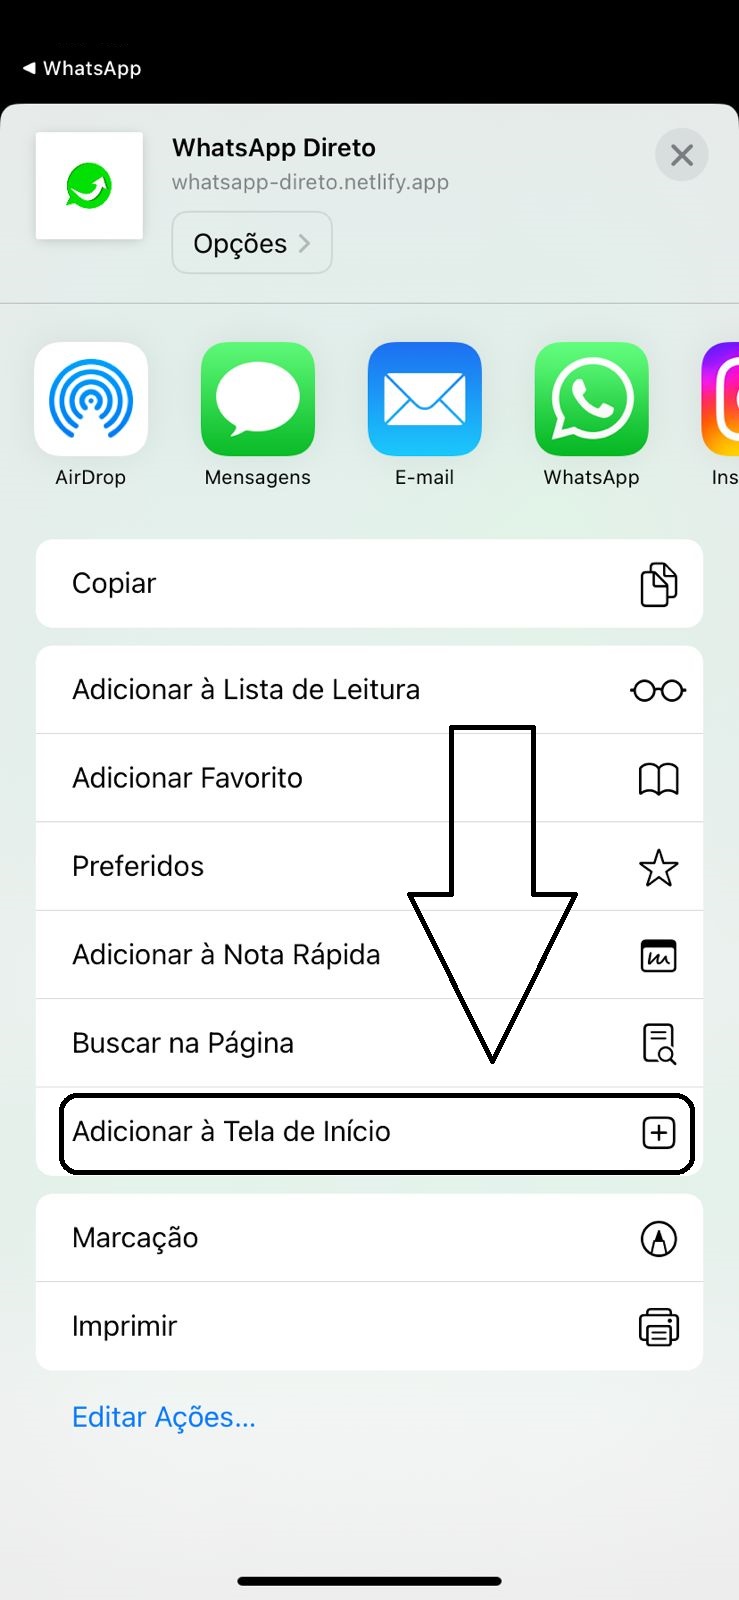 WhatsApp
WhatsApp Direto
whatsapp-direto.netlify.app
Opções
AirDrop
Mensagens
E-mail
WhatsApp
Ins
Copiar
Adicionar à Lista de Leitura
Adicionar Favorito
Preferidos
Adicionar à Nota Rápida
Buscar na Página
Adicionar à Tela de Início
Marcação
Imprimir
Editar Ações...